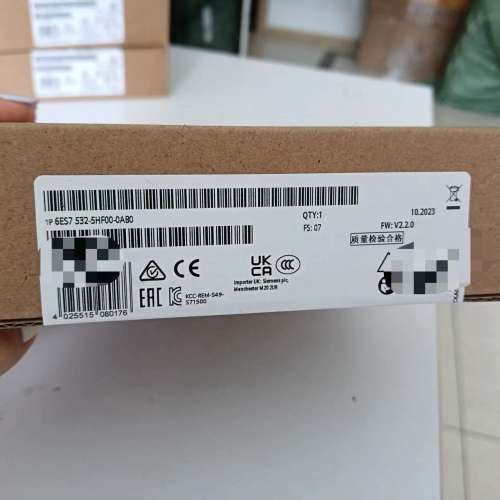 1P 6ES7 532-5HF00-0AB0
QTY:1
10.2023
FS: 07
FW: V2.2.0
质量检验合格
UK
CA
CCC
EAC
KCC-REM-S49-
S71500
Importer UK: Siemens plc,
Manchester M20 2UR
4 025515 080176